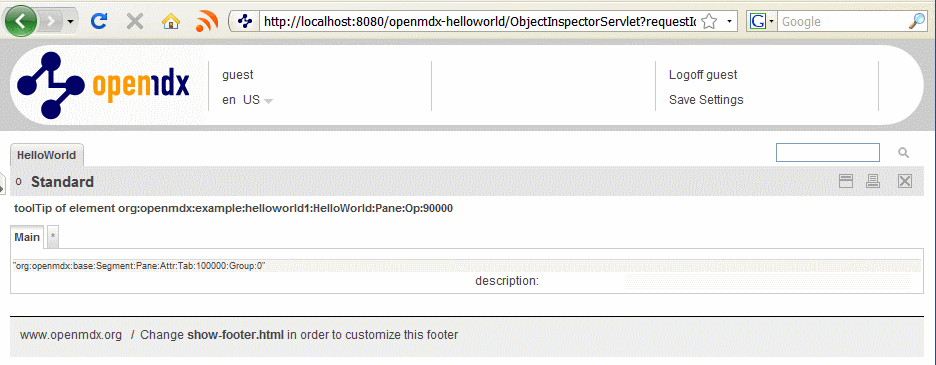 http://localhost:8080/openmdx-helloworld/ObjectInspectorServlet?requestId
G Google
openmdx
guest
Logoff guest
en US
Save Settings
HelloWorld
o Standard
toolTip of element org:openmdx:example:helloworld1:HelloWorld:Pane:Op:90000
Main *
"org:openmdx:base:Segment:Pane:Attr:Tab:100000:Group:0"
description:
www.openmdx.org / Change show-footer.html in order to customize this footer